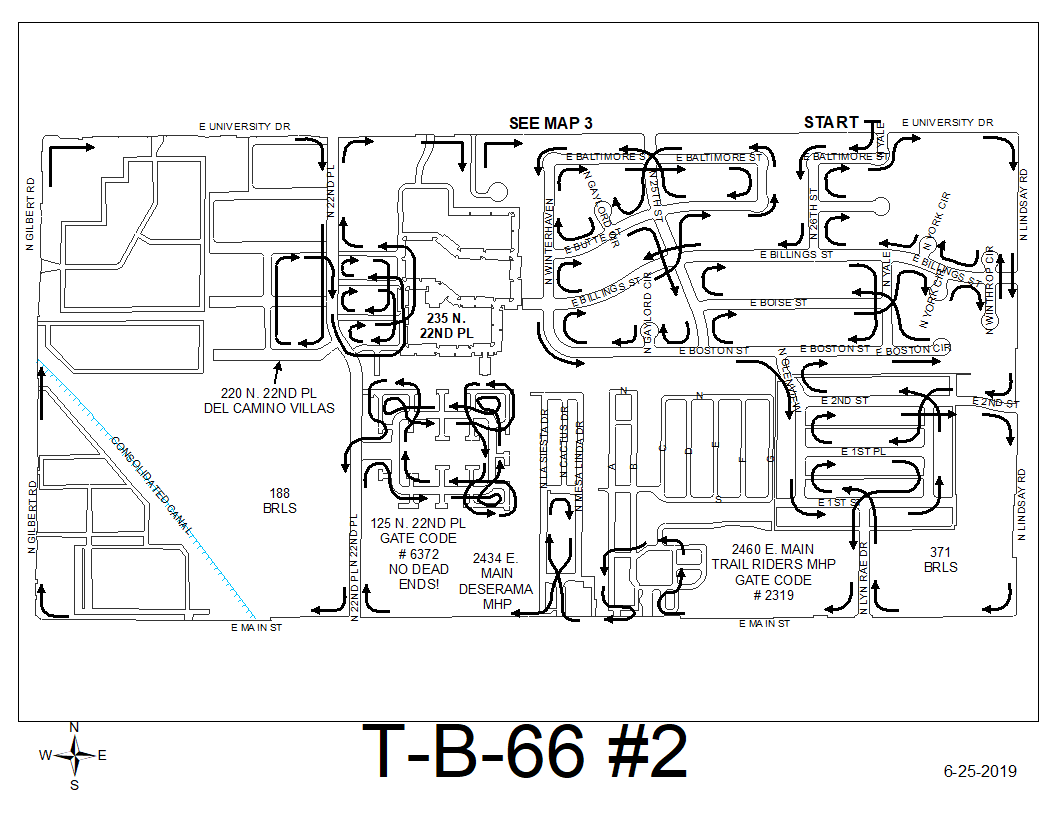 SEE MAP 3
START
E UNIVERSITY DR
E UNIVERSITY DR
N YALE
E BALTIMORE ST
E BALTIMORE ST
E BALTIMORE ST
N GILBERT RD
N 22ND PL
N WINTERHAVEN
N GAYLORD CIR
N 25TH ST
N 26TH ST
N YORK CIR
N LINDSAY RD
E BUTTE ST
E BILLINGS ST
E BILLINGS ST
E BILLINGS ST
N YALE
N WINTHROP CIR
N YORK CIR
E BOISE ST
N GAYLORD CIR
235 N.
22ND PL
E BOSTON ST
E BOSTON ST
E BOSTON CIR
N GLENVIEW
220 N. 22ND PL
DEL CAMINO VILLAS
E 2ND ST
E 2ND ST
N LA SIESTA DR
N CACTUS DR
N MESA LINDA DR
N
N
A
B
C
D
E
F
G
S
E 1ST PL
E 1ST ST
CONSOLIDATED CANAL
N GILBERT RD
188
BRLS
N 22ND PL
N 22ND PL
125 N. 22ND PL
GATE CODE
# 6372
NO DEAD
ENDS!
2434 E.
MAIN
DESERAMA
MHP
2460 E. MAIN
TRAIL RIDERS MHP
GATE CODE
# 2319
N LYN RAE DR
371
BRLS
N LINDSAY RD
E MAIN ST
E MAIN ST
N
W
E
S
T-B-66 #2
6-25-2019